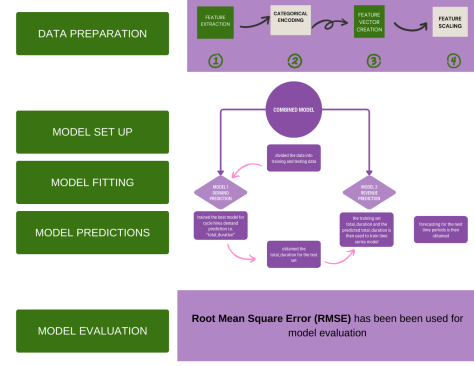 DATA PREPARATION
FEATURE
EXTRACTION
CATEGORICAL
ENCODING
FEATURE
VECTOR
CREATION
FEATURE
SCALING
1
2
3
4
COMBINED MODEL
MODEL SET UP
divided the data into
training and testing data
MODEL FITTING
MODEL 1
DEMAND
PREDICTION
MODEL 2
REVENUE
PREDICTION
MODEL PREDICTIONS
trained the best model for
cycle hires demand
prediction i.e.
"total_duration"
obtained the
total_duration for the test
set
the training set
total_duration and the
predicted total_duration is
then used to train time
series model
forecasting for the next
time periods is then
obtained
MODEL EVALUATION
Root Mean Square Error (RMSE) has been been used for
model evaluation